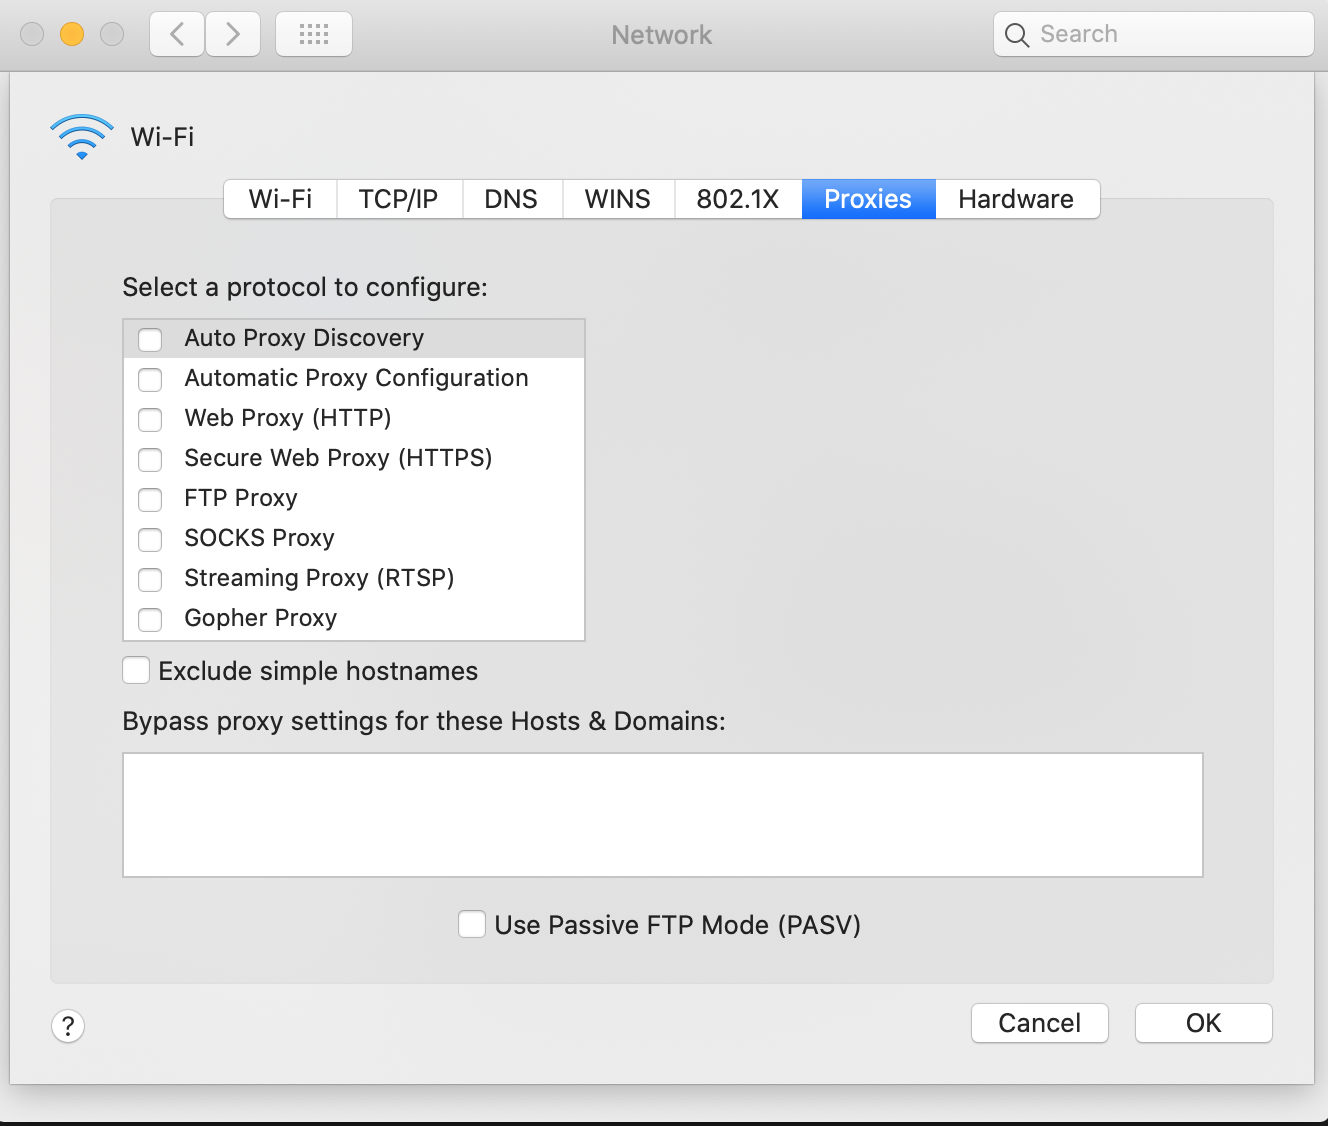 Network
Search
Wi-Fi
Wi-Fi TCP/IP DNS WINS 802.1X Proxies Hardware
Select a protocol to configure:
Auto Proxy Discovery
Automatic Proxy Configuration
Web Proxy (HTTP)
Secure Web Proxy (HTTPS)
FTP Proxy
SOCKS Proxy
Streaming Proxy (RTSP)
Gopher Proxy
Exclude simple hostnames
Bypass proxy settings for these Hosts & Domains:
Use Passive FTP Mode (PASV)
? Cancel OK